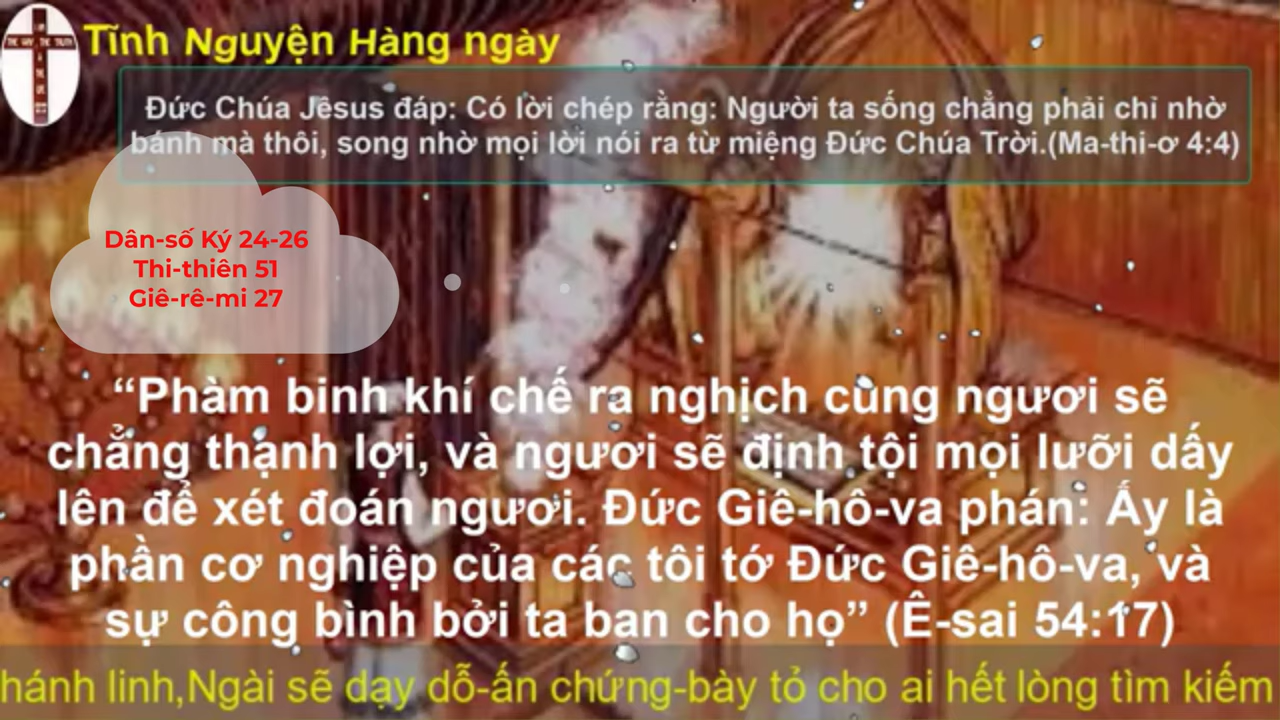 Tĩnh Nguyện Hàng ngày
Đức Chúa Jêsus đáp: Có lời chép rằng: Người ta sống chẳng phải chỉ nhờ
bánh mà thôi, song nhờ mọi lời nói ra từ miệng Đức Chúa Trời.(Ma-thi-ơ 4:4)
Dân-số Ký 24-26
Thi-thiên 51
Giê-rê-mi 27
“Phàm binh khí chế ra nghịch cùng ngươi sẽ
chẳng thạnh lợi, và ngươi sẽ định tội mọi lưỡi dấy
lên để xét đoán ngươi. Đức Giê-hô-va phán: Ấy là
phần cơ nghiệp của các tôi tớ Đức Giê-hô-va, và
sự công bình bởi ta ban cho họ” (Ê-sai 54:17)
hánh linh,Ngài sẽ dạy dỗ-ấn chứng-bày tỏ cho ai hết lòng tìm kiếm